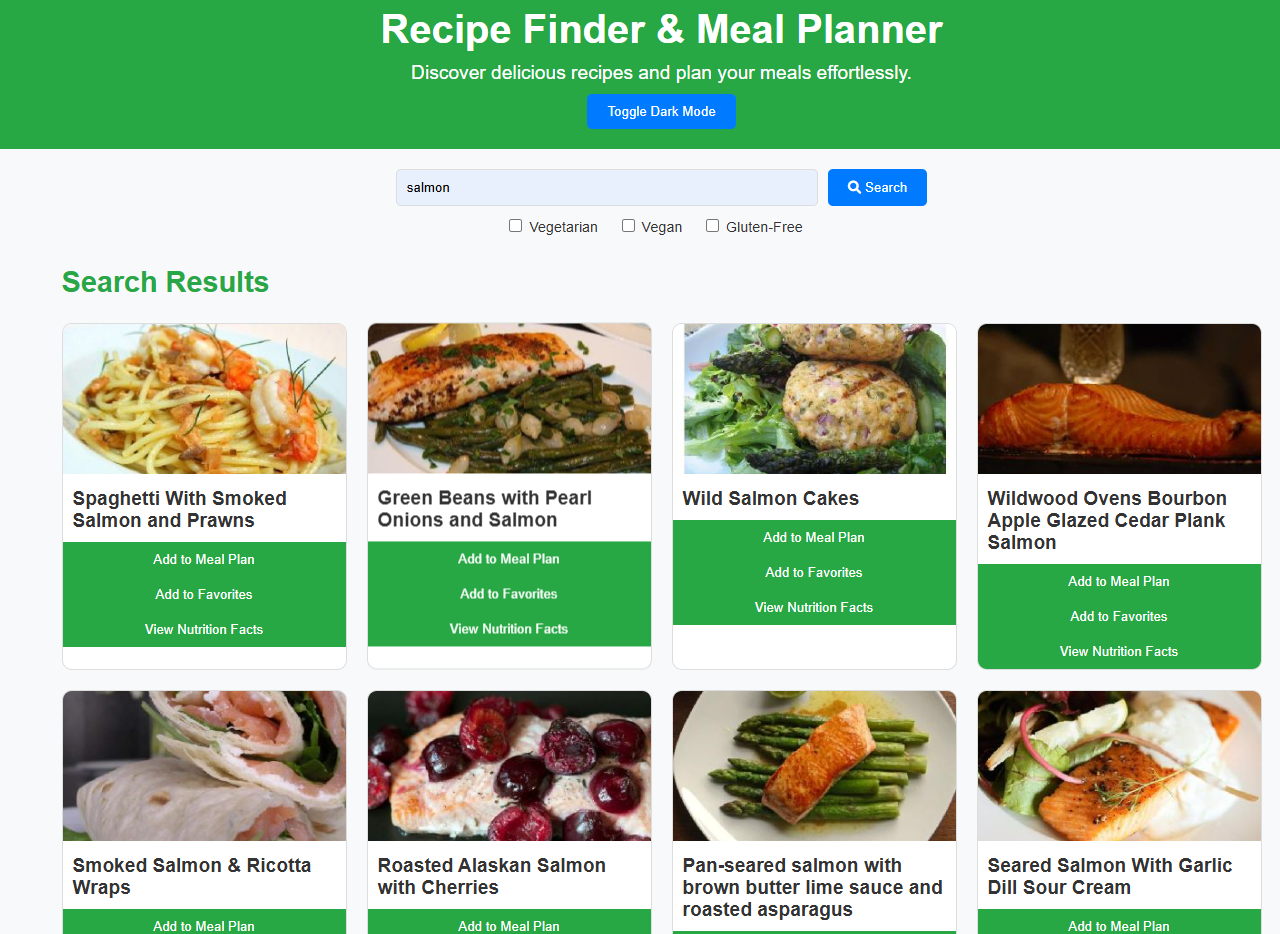 Recipe Finder & Meal Planner
Discover delicious recipes and plan your meals effortlessly.
Toggle Dark Mode
salmon
Search
Vegetarian
Vegan
Gluten-Free
Search Results
Spaghetti With Smoked
Salmon and Prawns
Add to Meal Plan
Add to Favorites
View Nutrition Facts
Green Beans with Pearl
Onions and Salmon
Add to Meal Plan
Add to Favorites
View Nutrition Facts
Wild Salmon Cakes
Add to Meal Plan
Add to Favorites
View Nutrition Facts
Wildwood Ovens Bourbon
Apple Glazed Cedar Plank
Salmon
Add to Meal Plan
Add to Favorites
View Nutrition Facts
Smoked Salmon & Ricotta
Wraps
Add to Meal Plan
Roasted Alaskan Salmon
with Cherries
Add to Meal Plan
Pan-seared salmon with
brown butter lime sauce and
roasted asparagus
Seared Salmon With Garlic
Dill Sour Cream
Add to Meal Plan